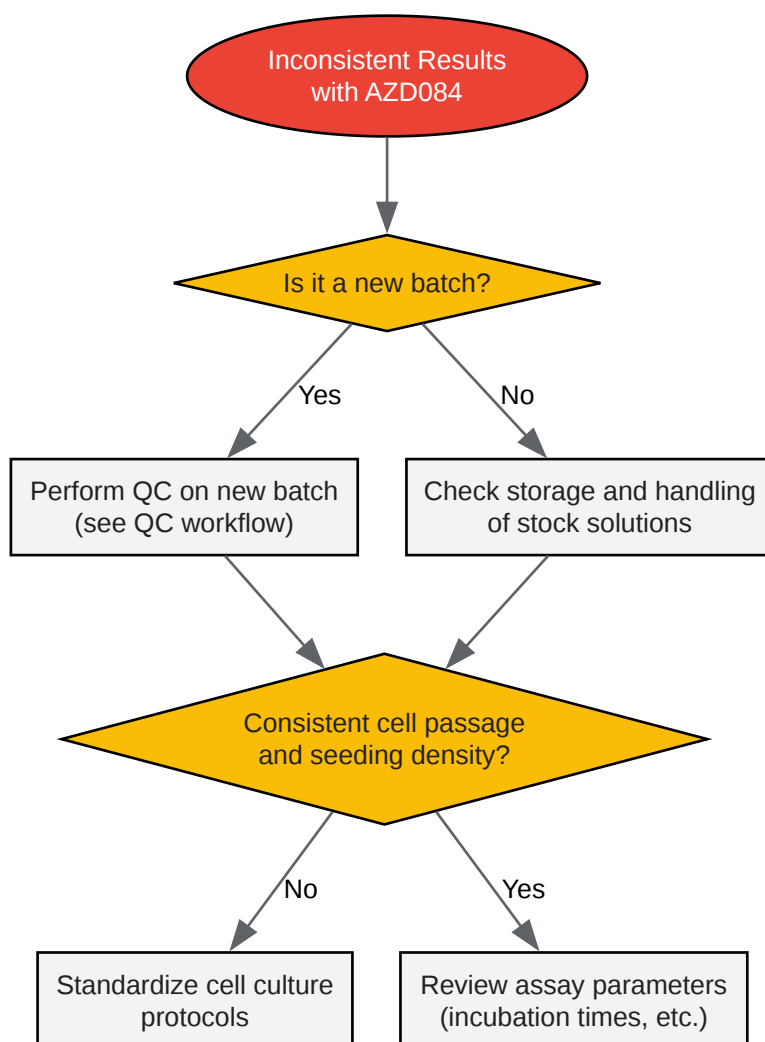 Inconsistent Results
with AZD084
Is it a new batch?
Yes
No
Perform QC on new batch
(see QC workflow)
Check storage and handling
of stock solutions
Consistent cell passage
and seeding density?
No
Yes
Standardize cell culture
protocols
Review assay parameters
(incubation times, etc.)